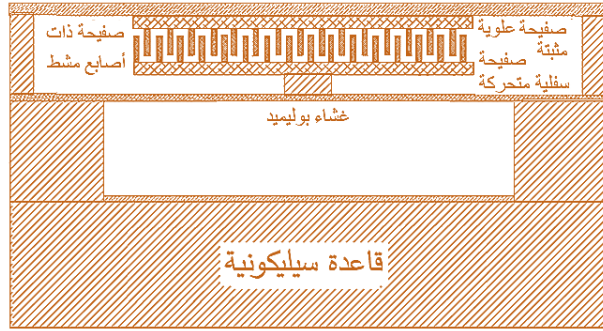 صفيحة علوية
مثبتة
صفيحة
سفلية متحركة
صفيحة ذات
أصابع مشط
غشاء بوليميد
قاعدة سيليكونية